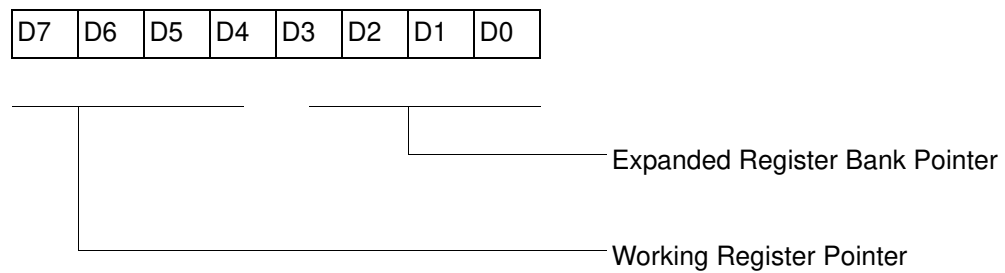 D7 D6 D5 D4 D3 D2 D1 D0
Expanded Register Bank Pointer
Working Register Pointer